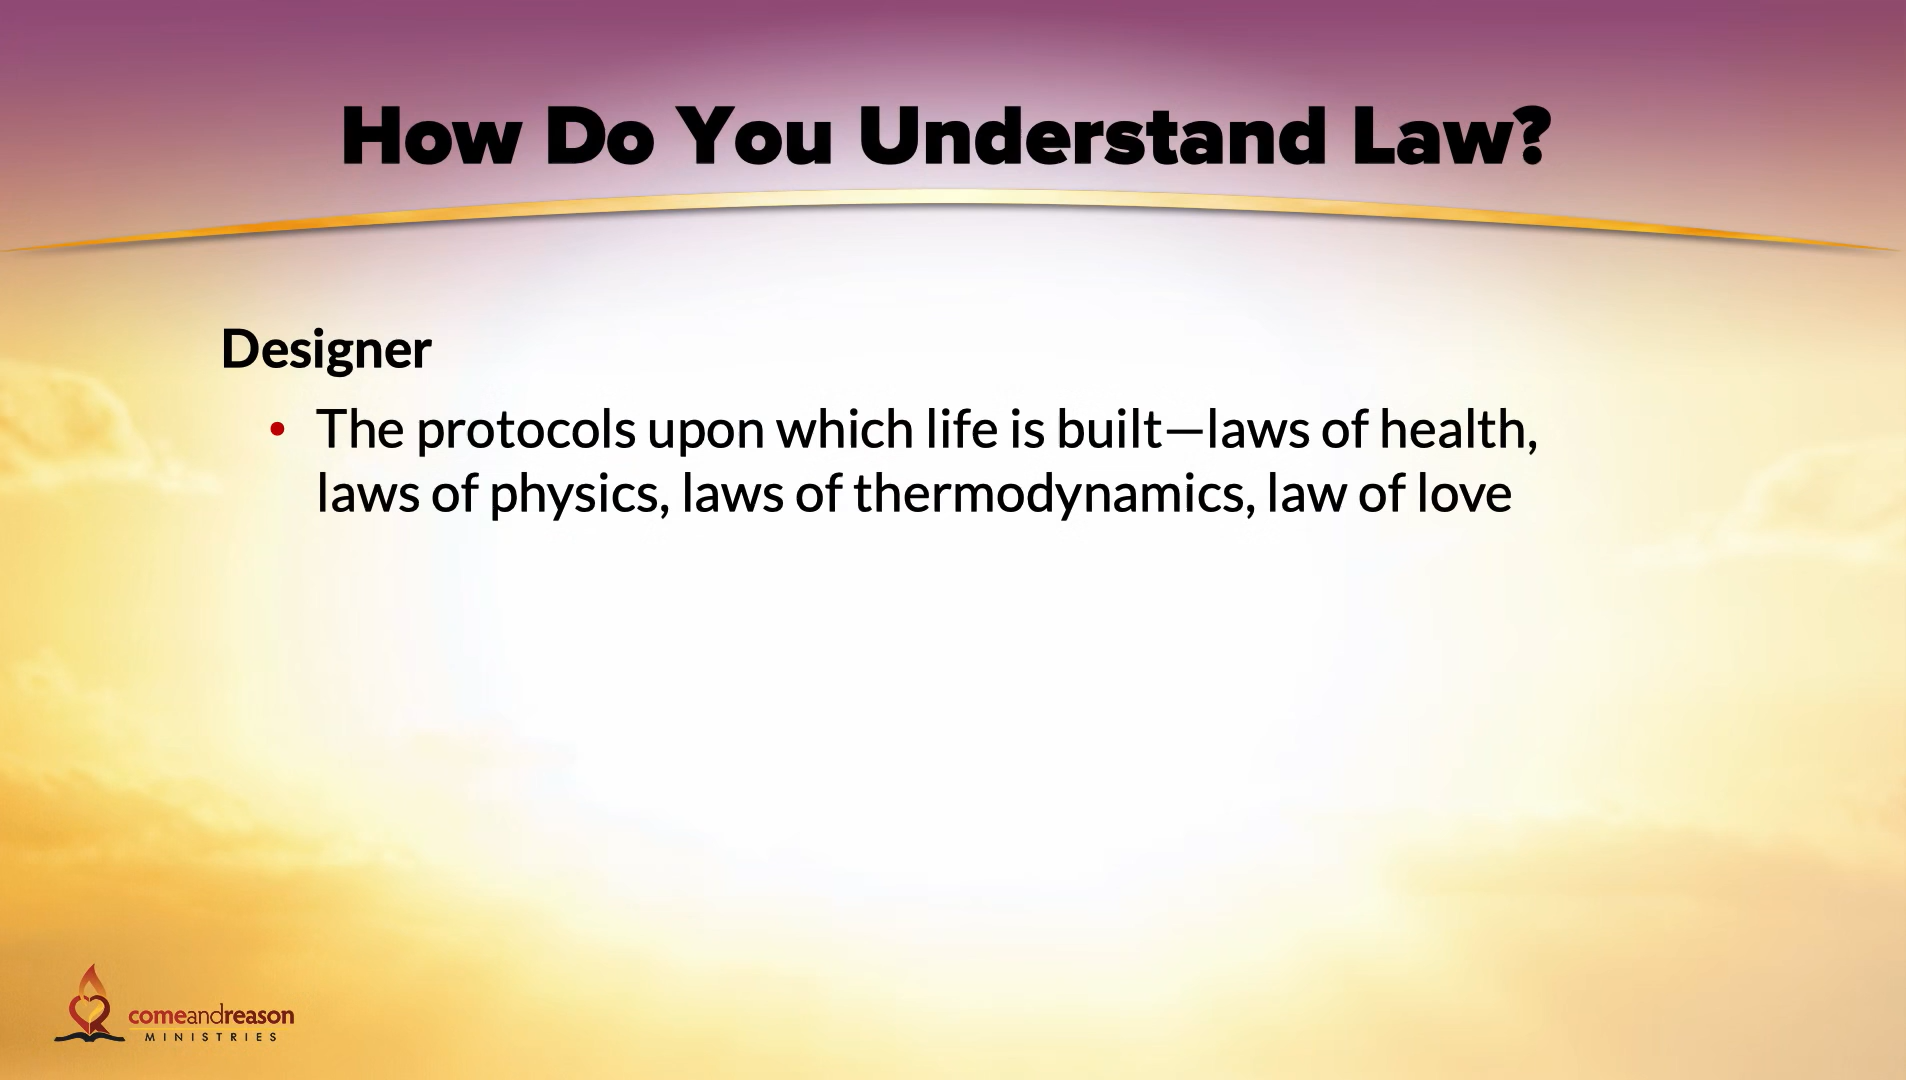 How Do You Understand Law?
Designer
• The protocols upon which life is built—laws of health,
laws of physics, laws of thermodynamics, law of love
comeandreason
MINISTRIES